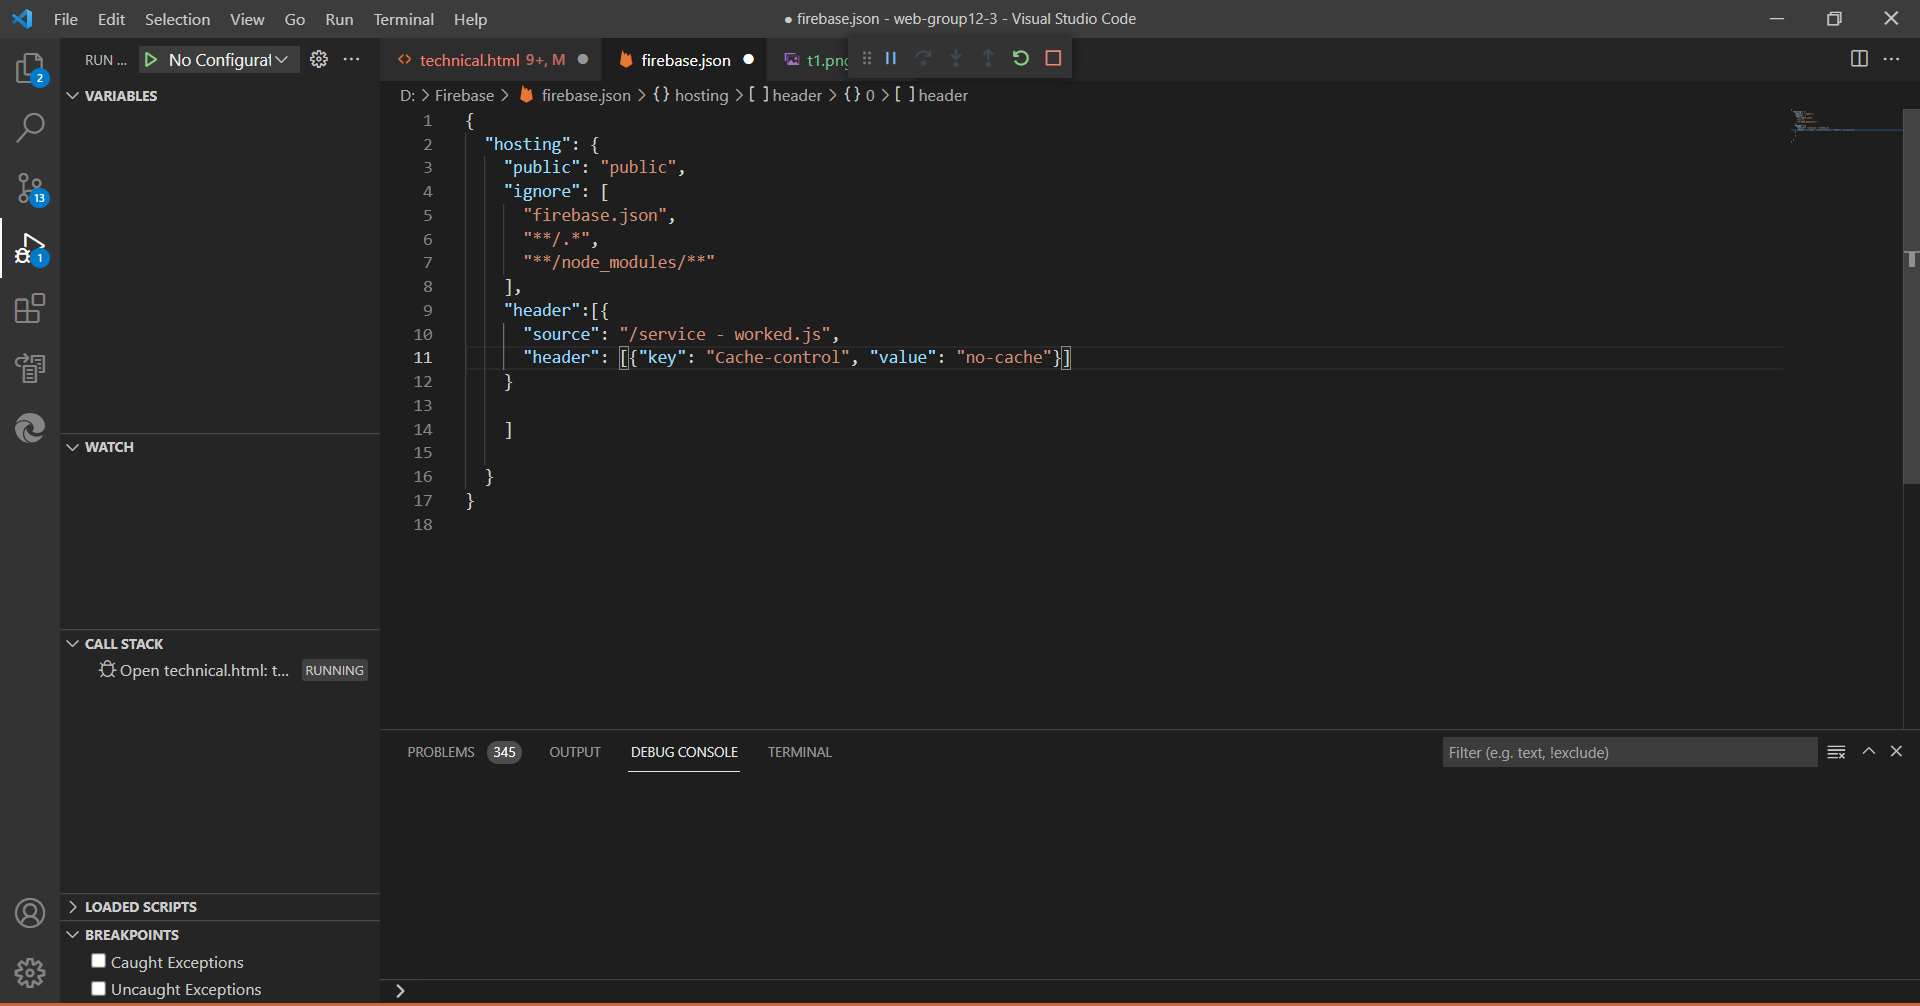 File Edit Selection View Go Run Terminal Help
● firebase.json - web-group12-3 - Visual Studio Code
RUN ... No Configurat
technical.html 9+, M
firebase.json
t1.png
D: > Firebase > firebase.json > {} hosting > [ ] header > {} 0 > [ ] header
2
13
1
VARIABLES
WATCH
CALL STACK
Open technical.html: t... RUNNING
LOADED SCRIPTS
BREAKPOINTS
Caught Exceptions
Uncaught Exceptions
1 {
2 "hosting": {
3 "public": "public",
4 "ignore": [
5 "firebase.json",
6 "**/.*",
7 "**/node_modules/**"
8 ],
9 "header":[{
10 "source": "/service - worked.js",
11 "header": [{"key": "Cache-control", "value": "no-cache"}]
12 }
13
14 ]
15
16 }
17 }
18
PROBLEMS 345 OUTPUT DEBUG CONSOLE TERMINAL
Filter (e.g. text, !exclude)